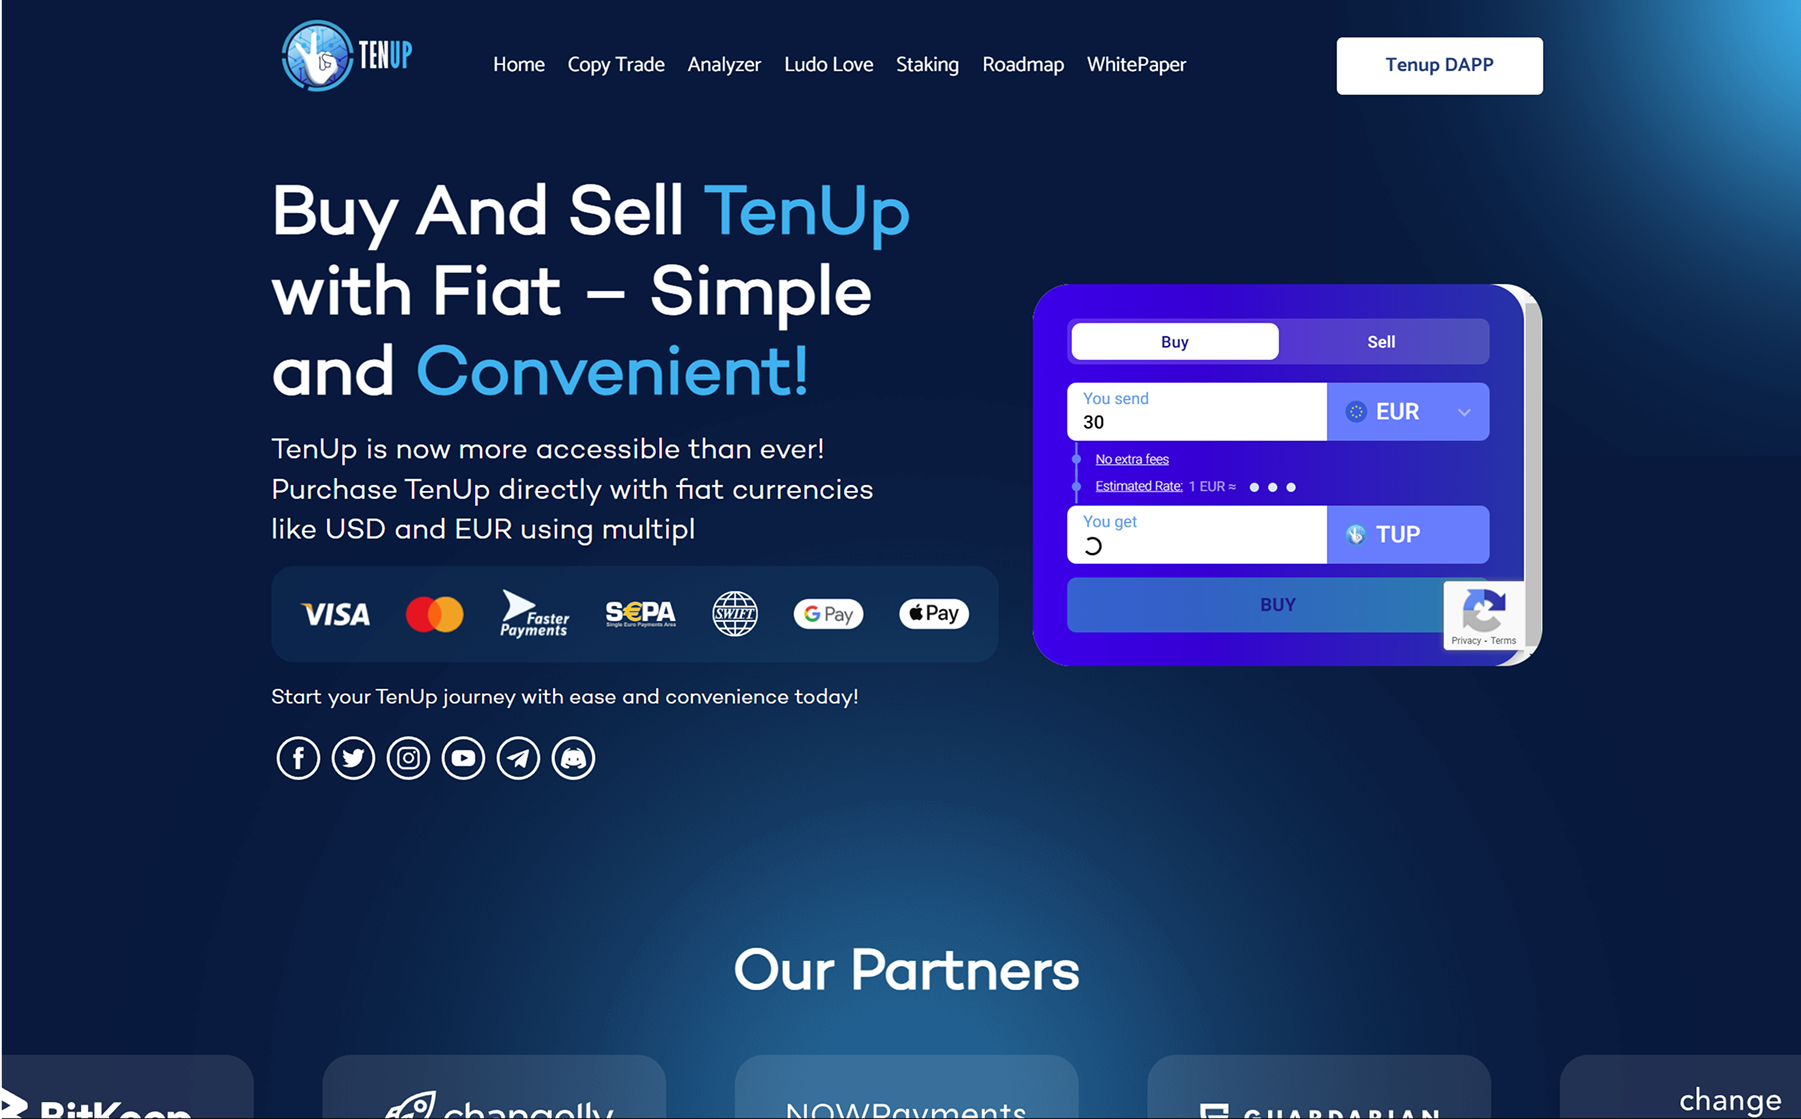 TENUP
Home Copy Trade Analyzer Ludo Love Staking Roadmap WhitePaper
Tenup DAPP
Buy And Sell TenUp
with Fiat – Simple
and Convenient!
TenUp is now more accessible than ever!
Purchase TenUp directly with fiat currencies
like USD and EUR using multipl
VISA
Faster
Payments
S€PA
Single Euro Payments Area
SWIFT
G Pay
Pay
Start your TenUp journey with ease and convenience today!
Buy Sell
You send
30
EUR
No extra fees
Estimated Rate: 1 EUR ≈
You get
TUP
BUY
Privacy - Terms
Our Partners
BitKeep
changelly
NOWPayments
GUARDARIAN
change